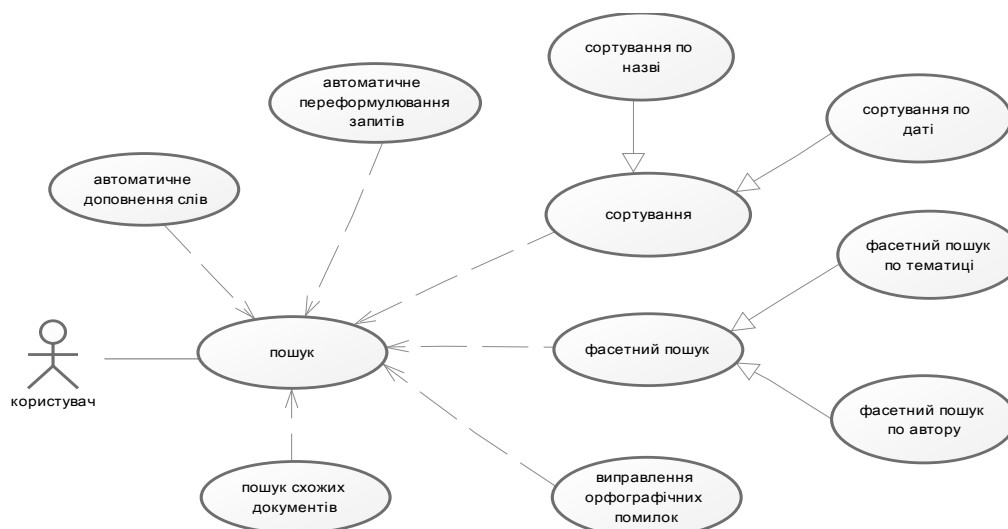 сортування по
назві
автоматичне
переформулювання
запитів
сортування по
даті
автоматичне
доповнення слів
сортування
фасетний пошук
по тематиці
пошук
фасетний пошук
користувач
фасетний пошук
по автору
пошук схожих
документів
виправлення
орфографічних
помилок